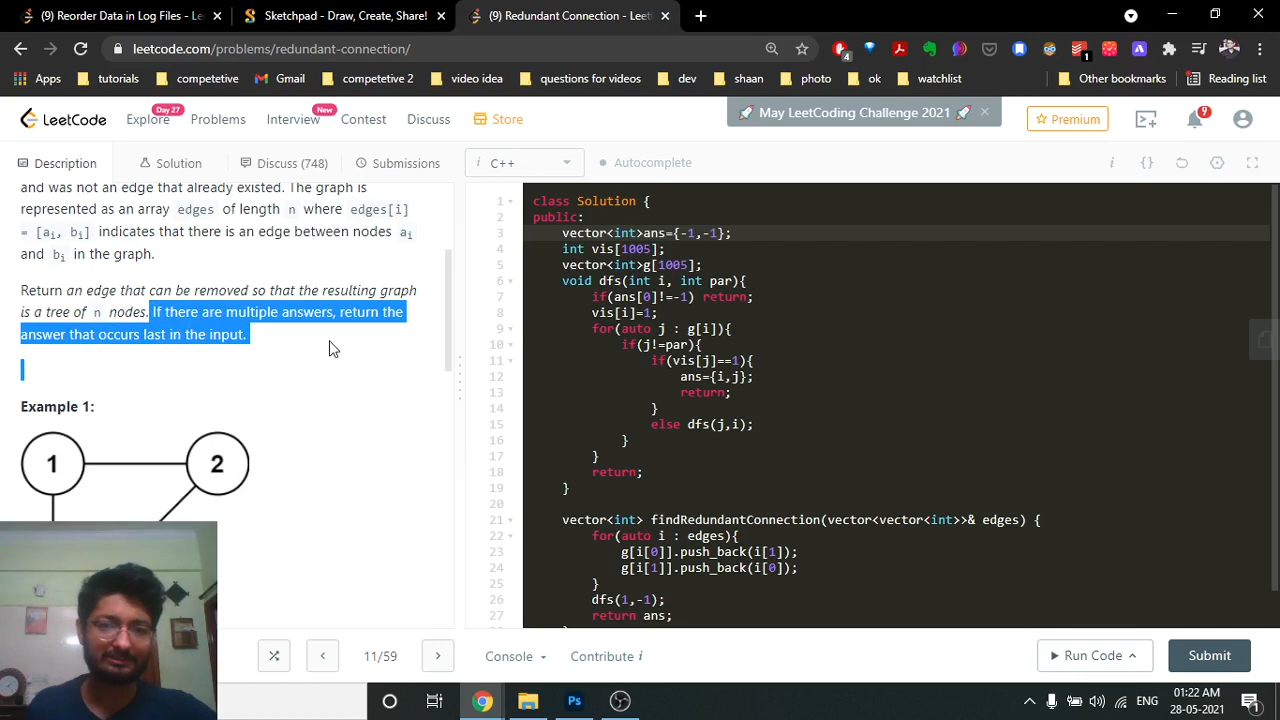 (9) Reorder Data in Log Files - Le
Sketchpad - Draw, Create, Share!
(9) Redundant Connection - Leet
leetcode.com/problems/redundant-connection/
4
1
Apps
tutorials
competetive
Gmail
competetive 2
video idea
questions for videos
dev
shaan
photo
ok
watchlist
Other bookmarks
Reading list
LeetCode
Explore
Day 27
Problems
Interview
New
Contest
Discuss
Store
🚀 May LeetCoding Challenge 2021 🚀
Premium
9
Description
Solution
Discuss (748)
Submissions
i C++
Autocomplete
and was not an edge that already existed. The graph is
represented as an array edges of length n where edges[i]
= [ai, bi] indicates that there is an edge between nodes ai
and bi in the graph.
Return an edge that can be removed so that the resulting graph
is a tree of n nodes. If there are multiple answers, return the
answer that occurs last in the input.
Example 1:
1
2
1 class Solution {
2 public:
3 vector<int>ans={-1,-1};
4 int vis[1005];
5 vector<int>g[1005];
6 void dfs(int i, int par){
7 if(ans[0]!=-1) return;
8 vis[i]=1;
9 for(auto j : g[i]){
10 if(j!=par){
11 if(vis[j]==1){
12 ans={i,j};
13 return;
14 }
15 else dfs(j,i);
16 }
17 }
18 return;
19 }
20
21 vector<int> findRedundantConnection(vector<vector<int>>& edges) {
22 for(auto i : edges){
23 g[i[0]].push_back(i[1]);
24 g[i[1]].push_back(i[0]);
25 }
26 dfs(1,-1);
27 return ans;
11/59
Console
Contribute i
Run Code
Submit
Ps
ENG
01:22 AM
28-05-2021
1